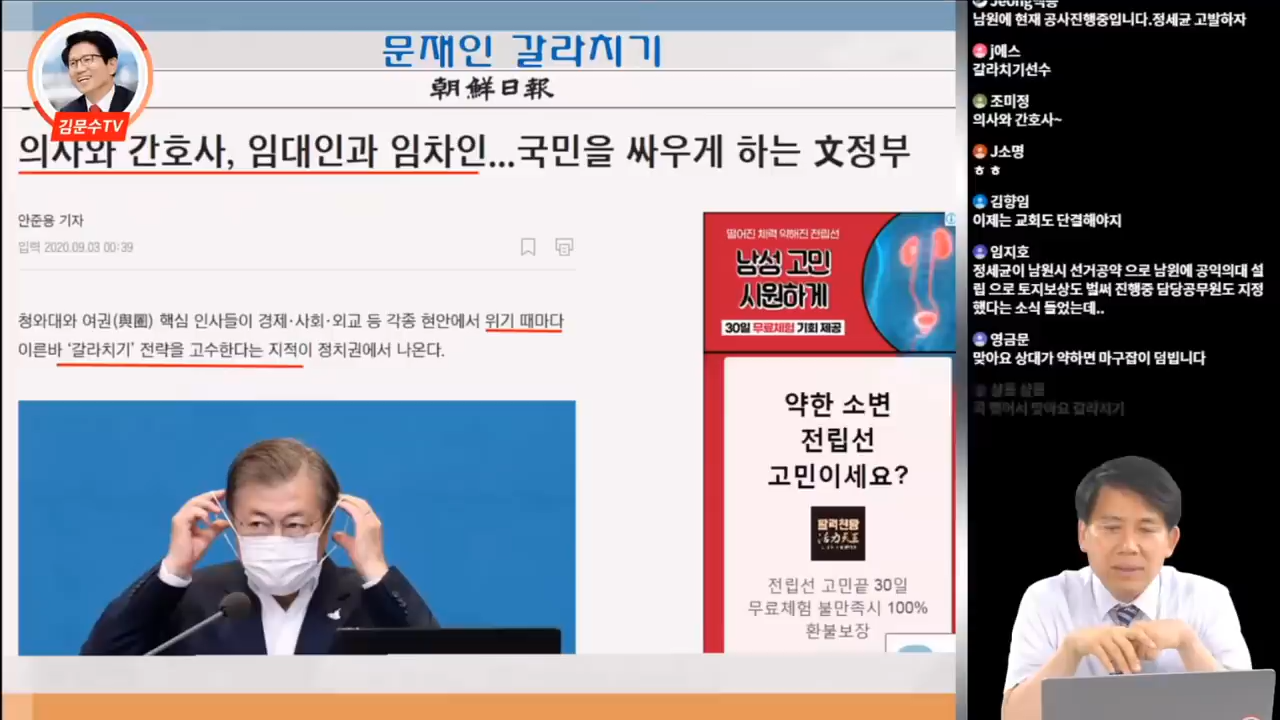 문재인 갈라치기
朝鮮日報
김문수TV
의사와 간호사, 임대인과 임차인...국민을 싸우게 하는 文정부
안준용 기자
입력 2020.09.03 00:39
청와대와 여권(與圈) 핵심 인사들이 경제·사회·외교 등 각종 현안에서 위기 때마다
이른바 '갈라치기' 전략을 고수한다는 지적이 정치권에서 나온다.
떨어진 체력 약해진 전립선
남성 고민
시원하게
30일 무료체험 기회 제공
약한 소변
전립선
고민이세요?
활력천왕
活力天王
전립선 고민끝 30일
무료체험 불만족시 100%
환불보장
남원에 현재 공사진행중입니다.정세균 고발하자
j에스
갈라치기선수
조미정
의사와 간호사~
J소명
ㅎ ㅎ
김향임
이제는 교회도 단결해야지
임지호
정세균이 남원시 선거공약 으로 남원에 공익의대 설
립 으로 토지보상도 벌써 진행중 담당공무원도 지정
했다는 소식 들었는데..
영금문
맞아요 상대가 약하면 마구잡이 덤빕니다
맞아요 갈라치기